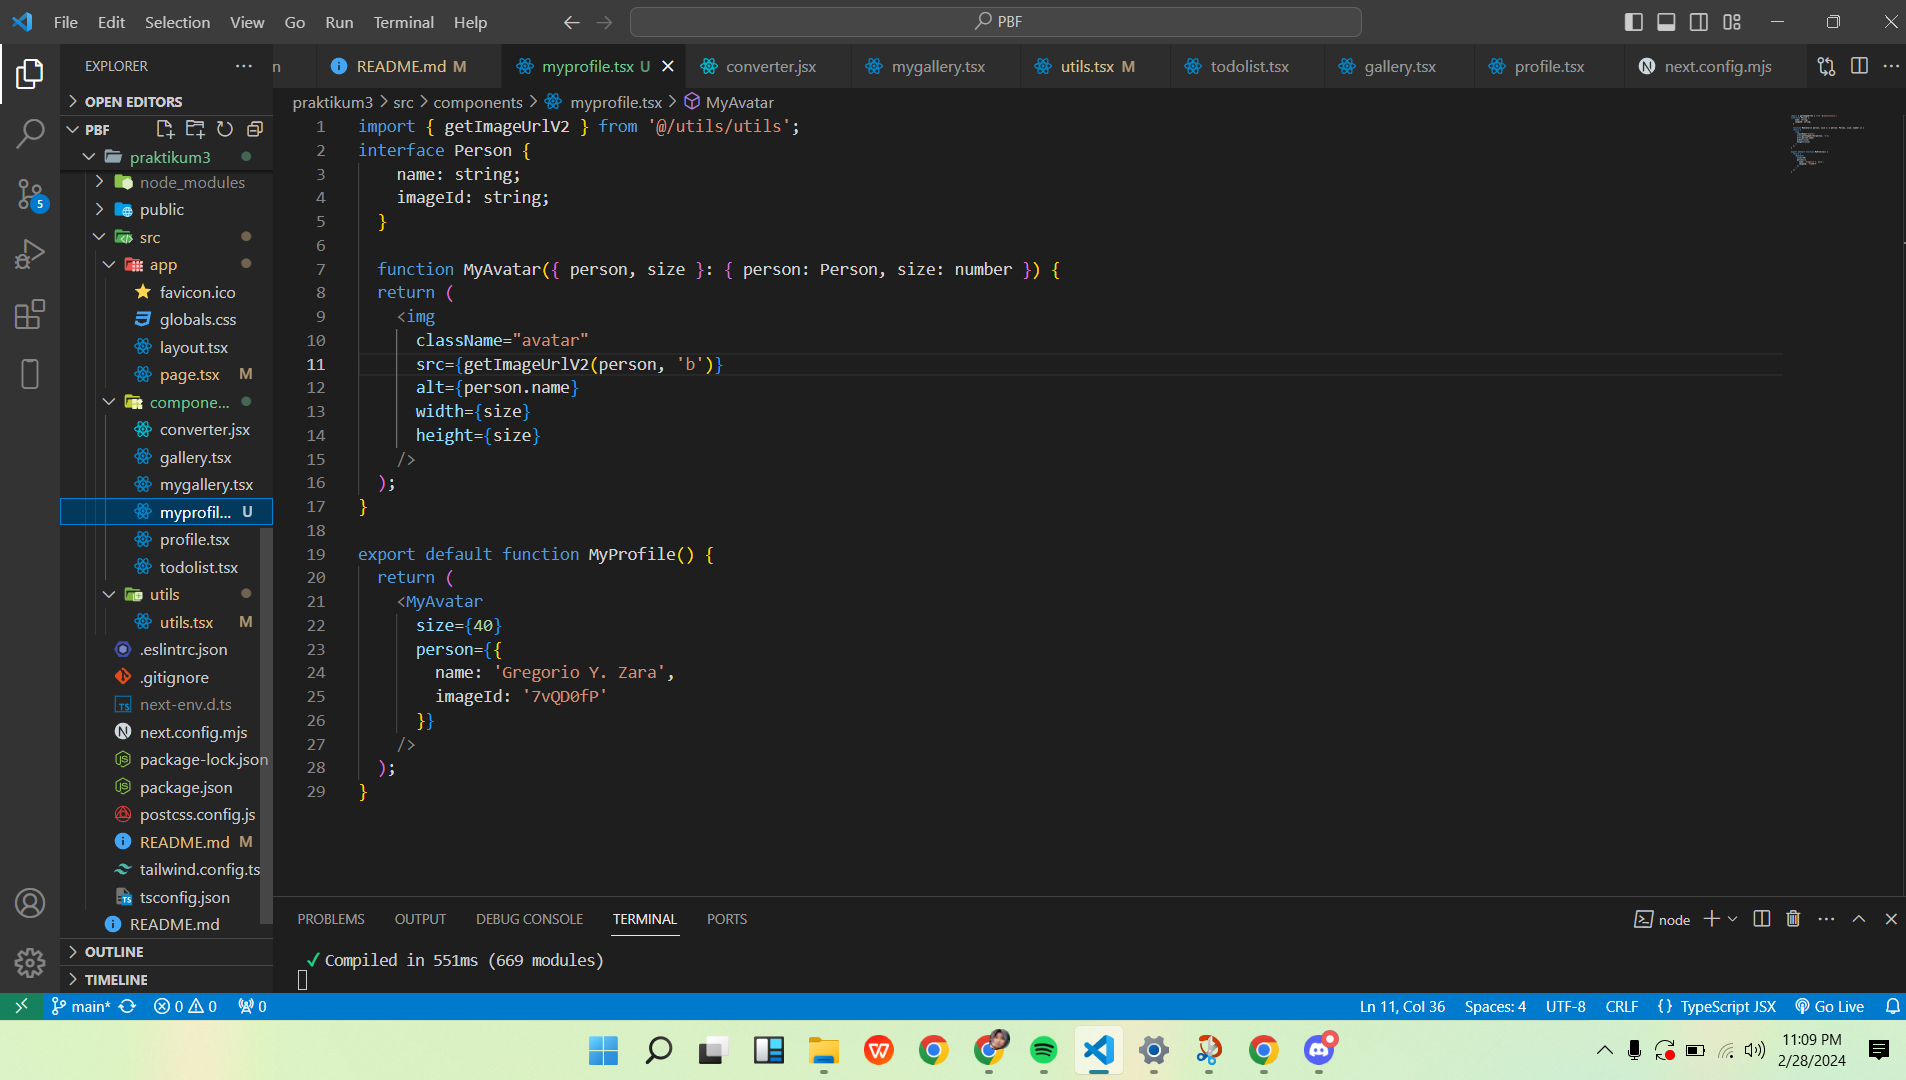 File Edit Selection View Go Run Terminal Help
PBF
EXPLORER
n
README.md M
myprofile.tsx U
converter.jsx
mygallery.tsx
utils.tsx M
todolist.tsx
gallery.tsx
profile.tsx
next.config.mjs
OPEN EDITORS
PBF
praktikum3
node_modules
public
src
app
favicon.ico
globals.css
layout.tsx
page.tsx M
compone...
converter.jsx
gallery.tsx
mygallery.tsx
myprofil... U
profile.tsx
todolist.tsx
utils
utils.tsx M
.eslintrc.json
.gitignore
next-env.d.ts
next.config.mjs
package-lock.json
package.json
postcss.config.js
README.md M
tailwind.config.ts
tsconfig.json
README.md
OUTLINE
TIMELINE
5
praktikum3 > src > components > myprofile.tsx > MyAvatar
1 import { getImageUrlV2 } from '@/utils/utils';
2 interface Person {
3 name: string;
4 imageId: string;
5 }
6
7 function MyAvatar({ person, size }: { person: Person, size: number }) {
8 return (
9 <img
10 className="avatar"
11 src={getImageUrlV2(person, 'b')}
12 alt={person.name}
13 width={size}
14 height={size}
15 />
16 );
17 }
18
19 export default function MyProfile() {
20 return (
21 <MyAvatar
22 size={40}
23 person={{
24 name: 'Gregorio Y. Zara',
25 imageId: '7vQD0fP'
26 }}
27 />
28 );
29 }
PROBLEMS OUTPUT DEBUG CONSOLE TERMINAL PORTS
node
✓ Compiled in 551ms (669 modules)
main* 0 0 0
Ln 11, Col 36 Spaces: 4 UTF-8 CRLF {} TypeScript JSX Go Live
11:09 PM
2/28/2024